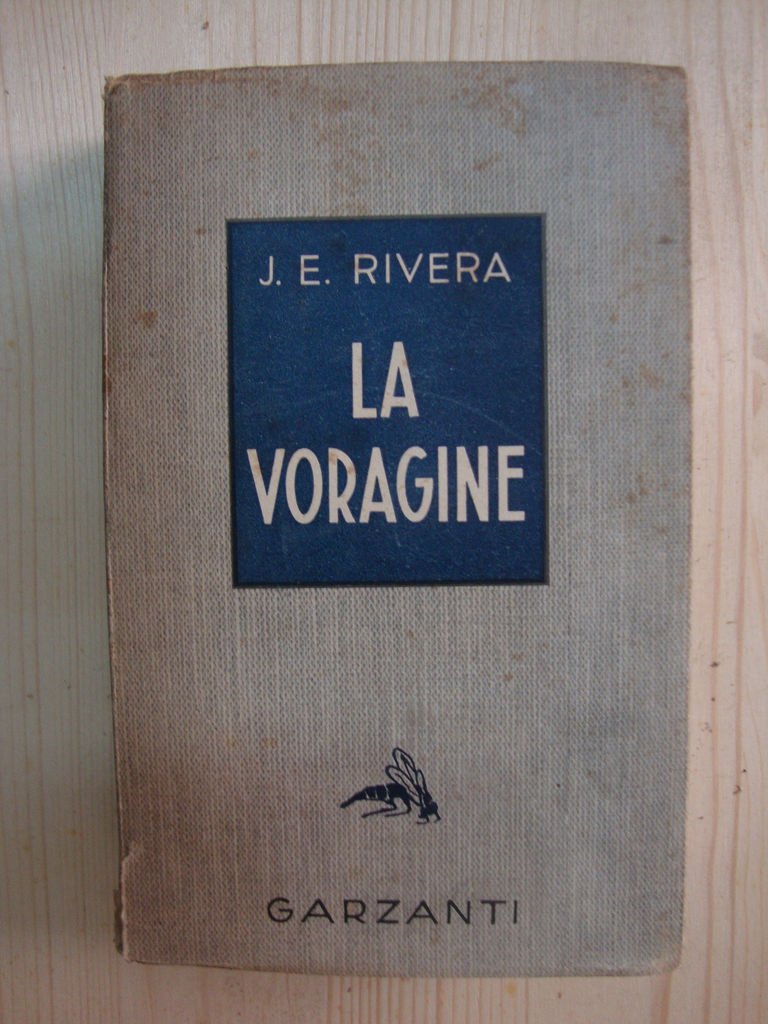 J. E. RIVERA
LA
VORAGINE
GARZANTI